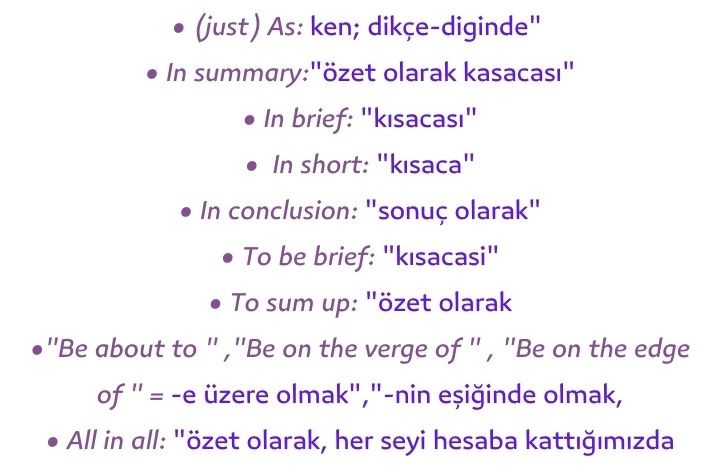 • (just) As: ken; dikçe-diginde"
• In summary:"özet olarak kasacası"
• In brief: "kısacası"
• In short: "kısaca"
• In conclusion: "sonuç olarak"
• To be brief: "kısacasi"
• To sum up: "özet olarak
•"Be about to " ,"Be on the verge of " , "Be on the edge
of " = -e üzere olmak","-nin eşiğinde olmak,
• All in all: "özet olarak, her seyi hesaba kattığımızda